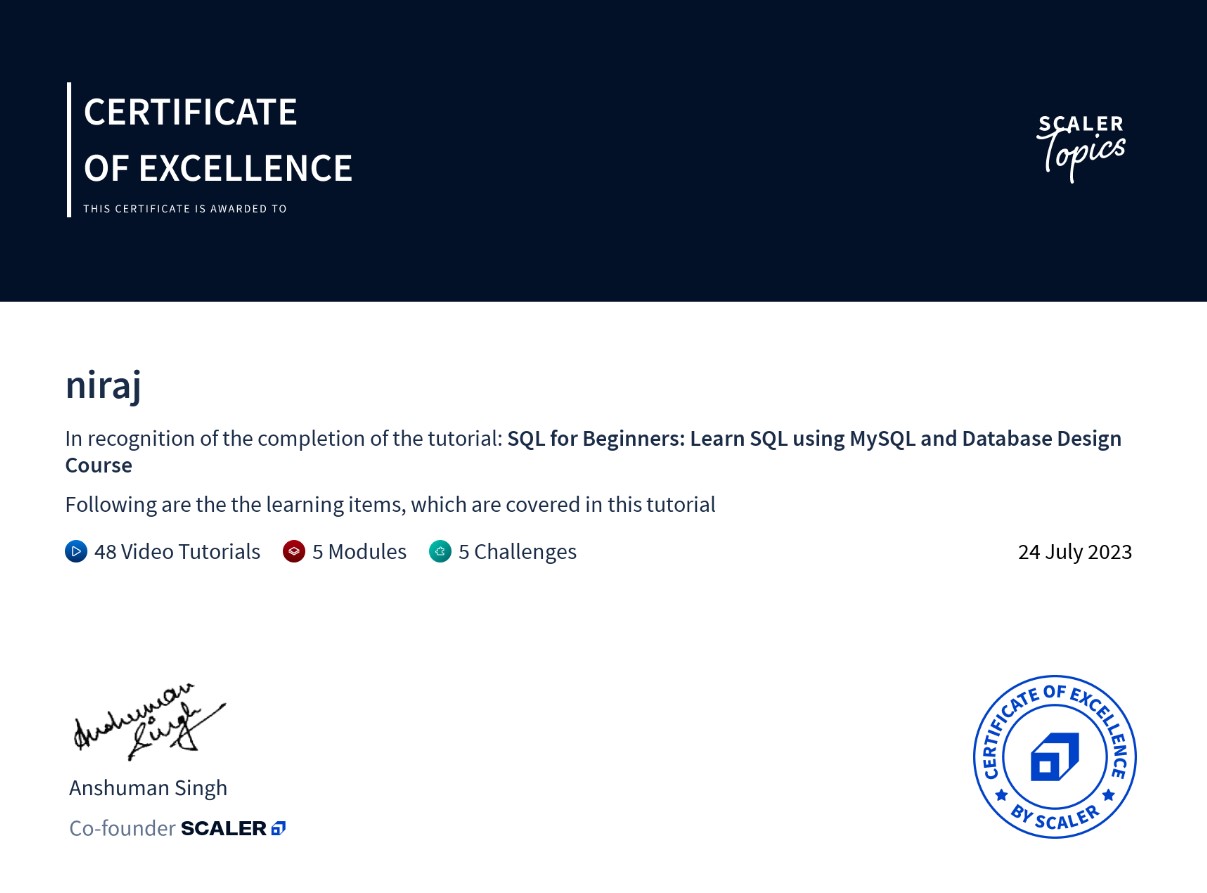 CERTIFICATE
OF EXCELLENCE
THIS CERTIFICATE IS AWARDED TO
SCALER
Topics
niraj
In recognition of the completion of the tutorial: SQL for Beginners: Learn SQL using MySQL and Database Design
Course
Following are the the learning items, which are covered in this tutorial
48 Video Tutorials 5 Modules 5 Challenges 24 July 2023
Anshuman
Singh
Anshuman Singh
Co-founder SCALER
CERTIFICATE OF EXCELLENCE
BY SCALER